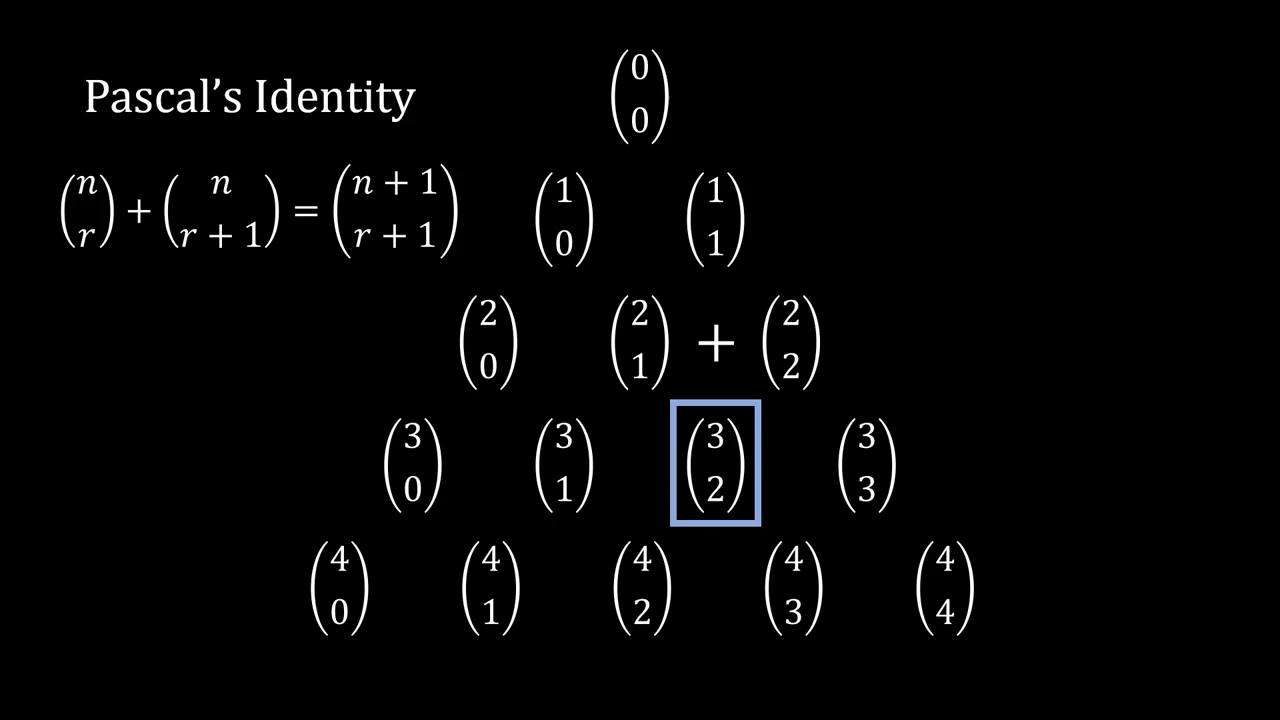 Pascal's Identity
(n r) + (n r + 1) = (n + 1 r + 1)
(0 0)
(1 0) (1 1)
(2 0) (2 1) + (2 2)
(3 0) (3 1) (3 2) (3 3)
(4 0) (4 1) (4 2) (4 3) (4 4)